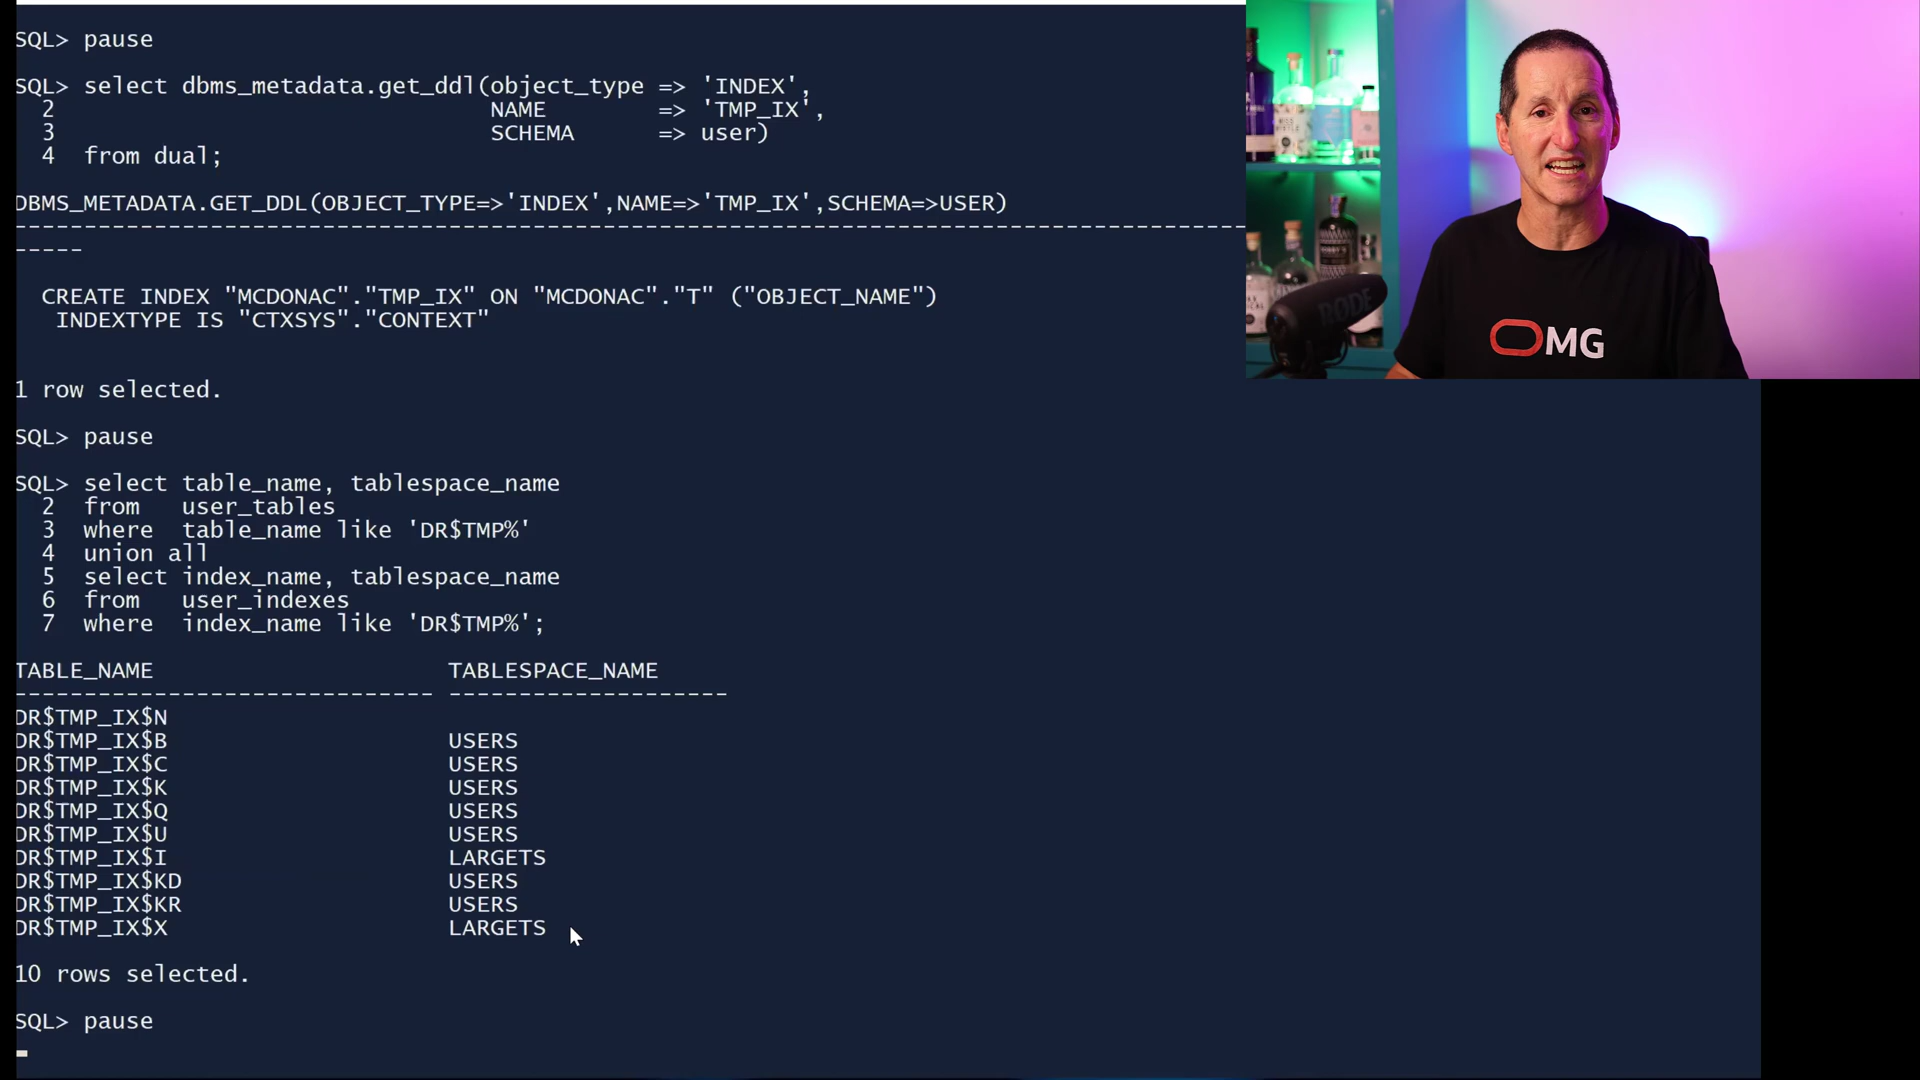 SQL> pause
SQL> select dbms_metadata.get_ddl(object_type => 'INDEX',
2 NAME => 'TMP_IX',
3 SCHEMA => user)
4 from dual;
DBMS_METADATA.GET_DDL(OBJECT_TYPE=>'INDEX',NAME=>'TMP_IX',SCHEMA=>USER)
----------------------------------------------------------------------------------------
-----
CREATE INDEX "MCDONAC"."TMP_IX" ON "MCDONAC"."T" ("OBJECT_NAME")
INDEXTYPE IS "CTXSYS"."CONTEXT"
1 row selected.
SQL> pause
SQL> select table_name, tablespace_name
2 from user_tables
3 where table_name like 'DR$TMP%'
4 union all
5 select index_name, tablespace_name
6 from user_indexes
7 where index_name like 'DR$TMP%';
TABLE_NAME TABLESPACE_NAME
------------------------------ --------------------
DR$TMP_IX$N
DR$TMP_IX$B USERS
DR$TMP_IX$C USERS
DR$TMP_IX$K USERS
DR$TMP_IX$Q USERS
DR$TMP_IX$U USERS
DR$TMP_IX$I LARGETS
DR$TMP_IX$KD USERS
DR$TMP_IX$KR USERS
DR$TMP_IX$X LARGETS
10 rows selected.
SQL> pause
RODE
OMG